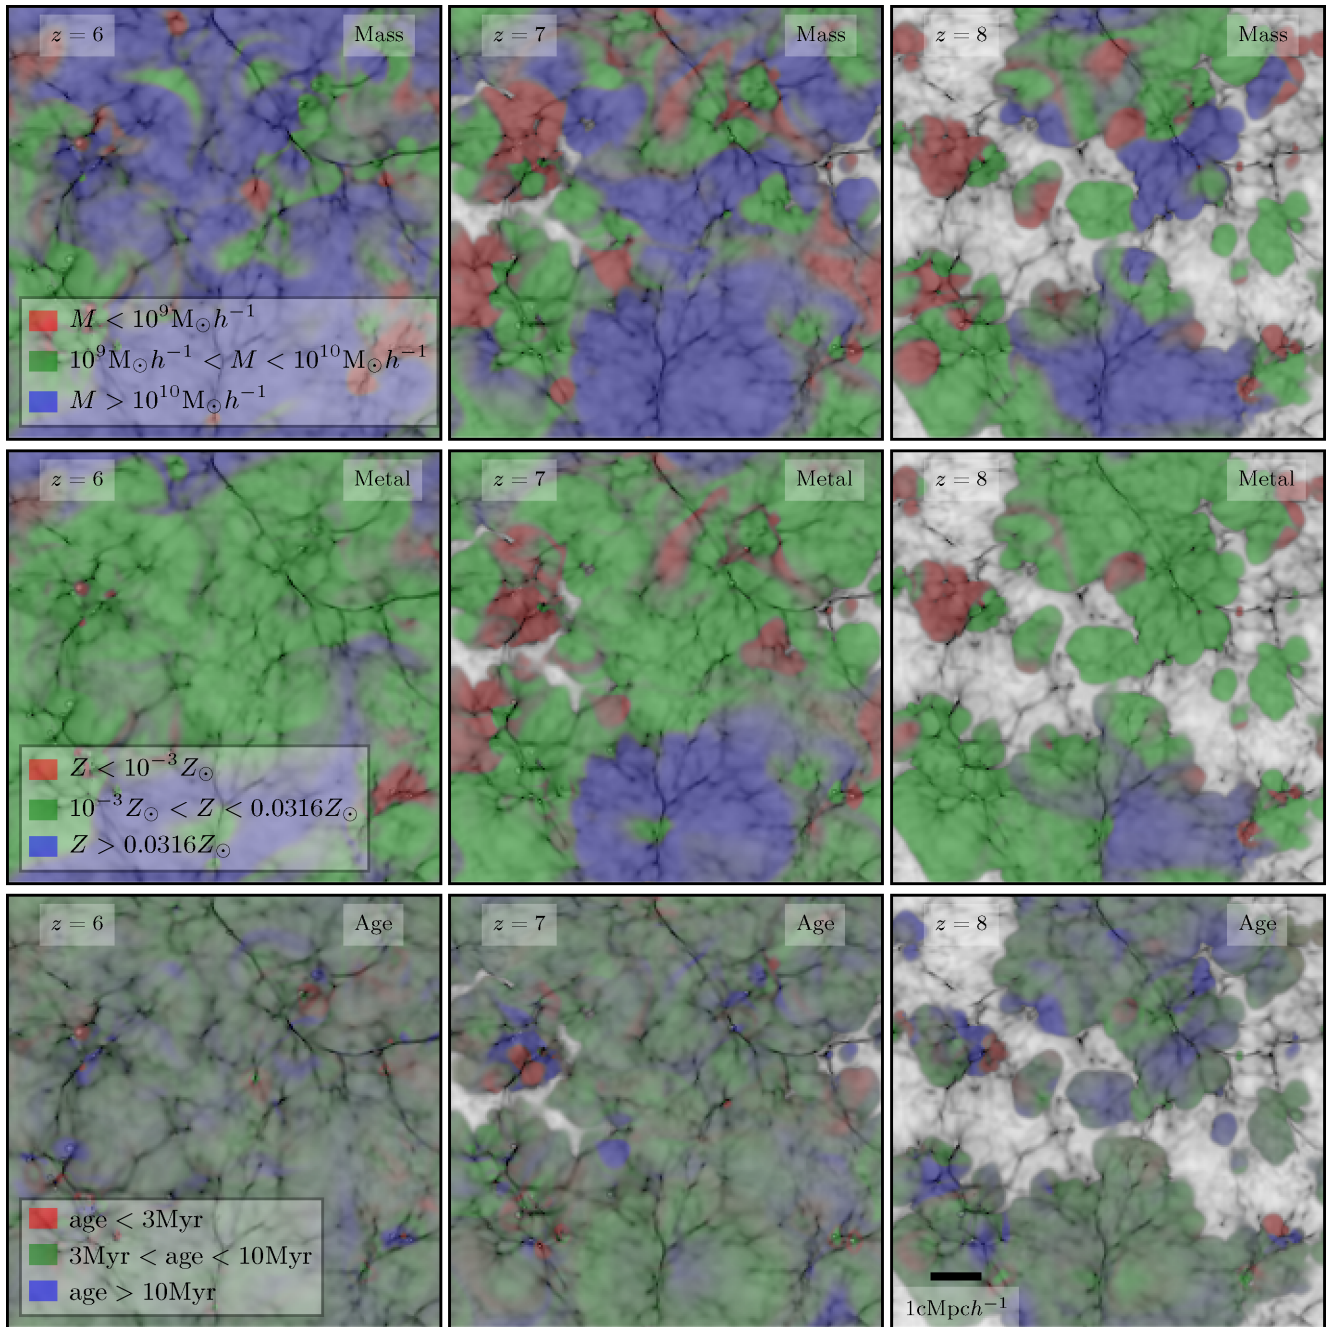 z = 6
Mass
z = 7
Mass
z = 8
Mass
M < 10⁹M⊙h⁻¹
10⁹M⊙h⁻¹ < M < 10¹⁰M⊙h⁻¹
M > 10¹⁰M⊙h⁻¹
z = 6
Metal
z = 7
Metal
z = 8
Metal
Z < 10⁻³Z⊙
10⁻³Z⊙ < Z < 0.0316Z⊙
Z > 0.0316Z⊙
z = 6
Age
z = 7
Age
z = 8
Age
age < 3Myr
3Myr < age < 10Myr
age > 10Myr
1cMpch⁻¹